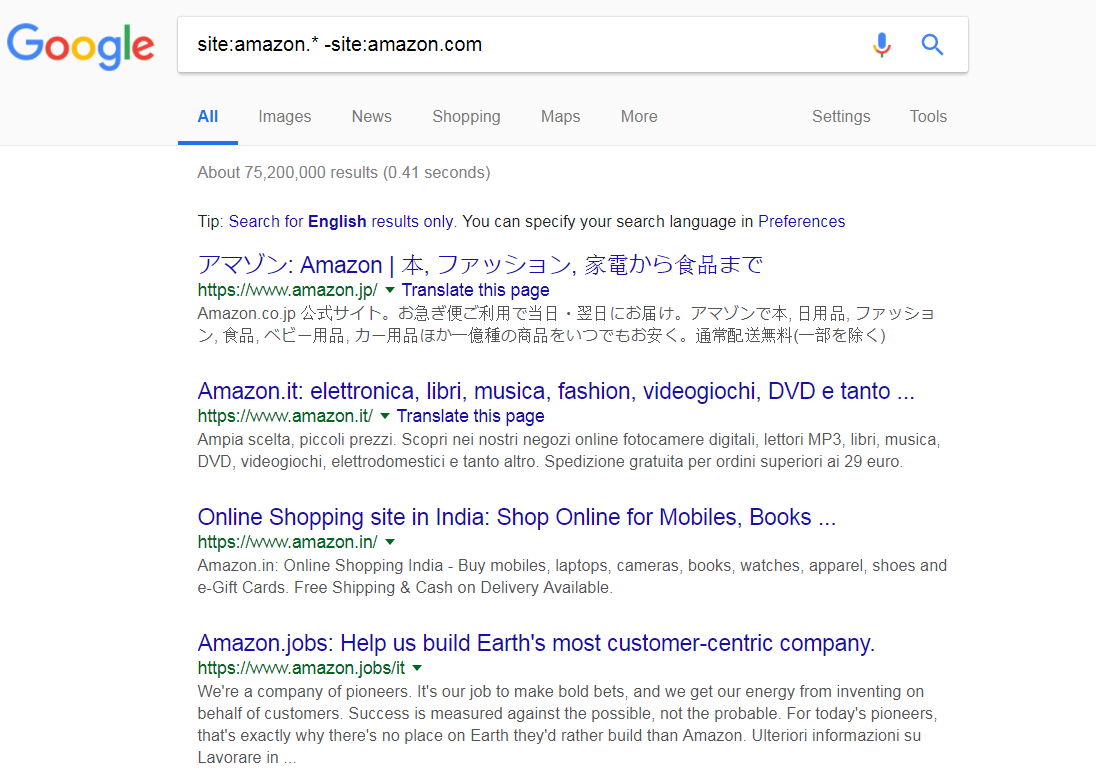 Google
site:amazon.* -site:amazon.com
All Images News Shopping Maps More Settings Tools
About 75,200,000 results (0.41 seconds)
Tip: Search for English results only. You can specify your search language in Preferences
アマゾン: Amazon | 本, ファッション, 家電から食品まで
https://www.amazon.jp/ Translate this page
Amazon.co.jp 公式サイト。お急ぎ便ご利用で当日・翌日にお届け。アマゾンで本, 日用品, ファッショ
ン, 食品, ベビー用品, カー用品ほか一億種の商品をいつでもお安く。通常配送無料(一部を除く)
Amazon.it: elettronica, libri, musica, fashion, videogiochi, DVD e tanto ...
https://www.amazon.it/ Translate this page
Ampia scelta, piccoli prezzi. Scopri nei nostri negozi online fotocamere digitali, lettori MP3, libri, musica,
DVD, videogiochi, elettrodomestici e tanto altro. Spedizione gratuita per ordini superiori ai 29 euro.
Online Shopping site in India: Shop Online for Mobiles, Books ...
https://www.amazon.in/
Amazon.in: Online Shopping India - Buy mobiles, laptops, cameras, books, watches, apparel, shoes and
e-Gift Cards. Free Shipping & Cash on Delivery Available.
Amazon.jobs: Help us build Earth's most customer-centric company.
https://www.amazon.jobs/it
We're a company of pioneers. It's our job to make bold bets, and we get our energy from inventing on
behalf of customers. Success is measured against the possible, not the probable. For today's pioneers,
that's exactly why there's no place on Earth they'd rather build than Amazon. Ulteriori informazioni su
Lavorare in ...